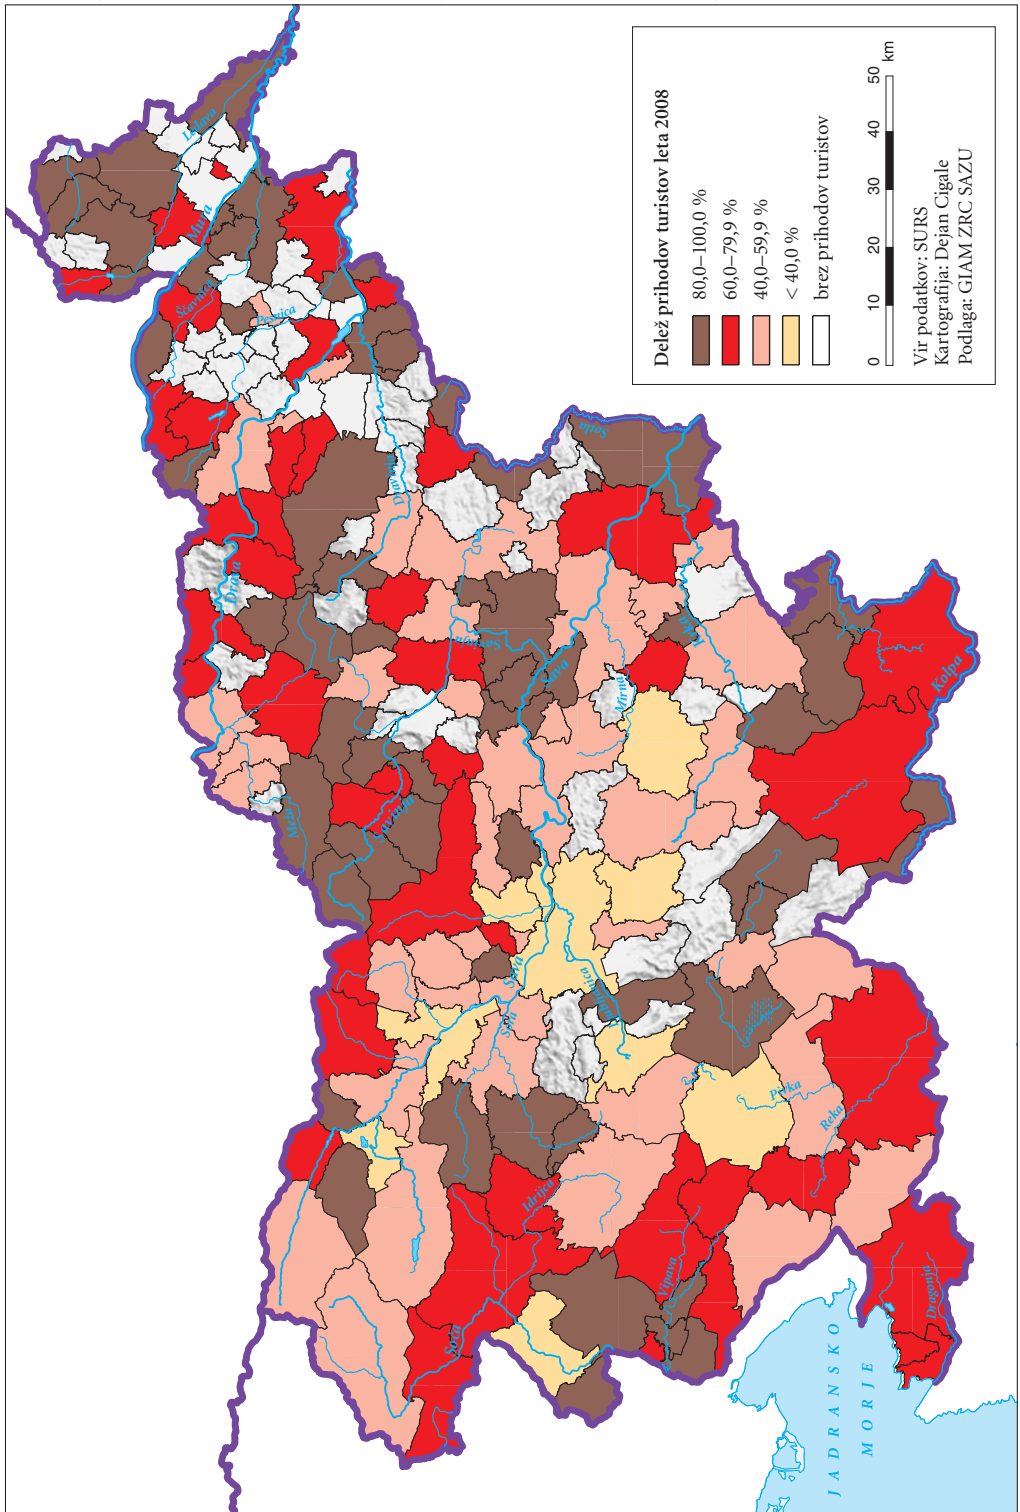 Delež prihodov turistov leta 2008
80,0–100,0 %
60,0–79,9 %
40,0–59,9 %
< 40,0 %
brez prihodov turistov
0 10 20 30 40 50 km
Vir podatkov: SURS
Kartografija: Dejan Cigale
Podlaga: GIAM ZRC SAZU
Ledava
Mura
Ščavnica
Pesnica
Drava
Dravinja
Sotla
Meža
Savinja
Savinja
Sava
Mirna
Krka
Kolpa
Sava
Sora
Ljubljanica
Pivka
Reka
Idrijca
Soča
Vipava
Dragonja
JADRANSKO
MORJE